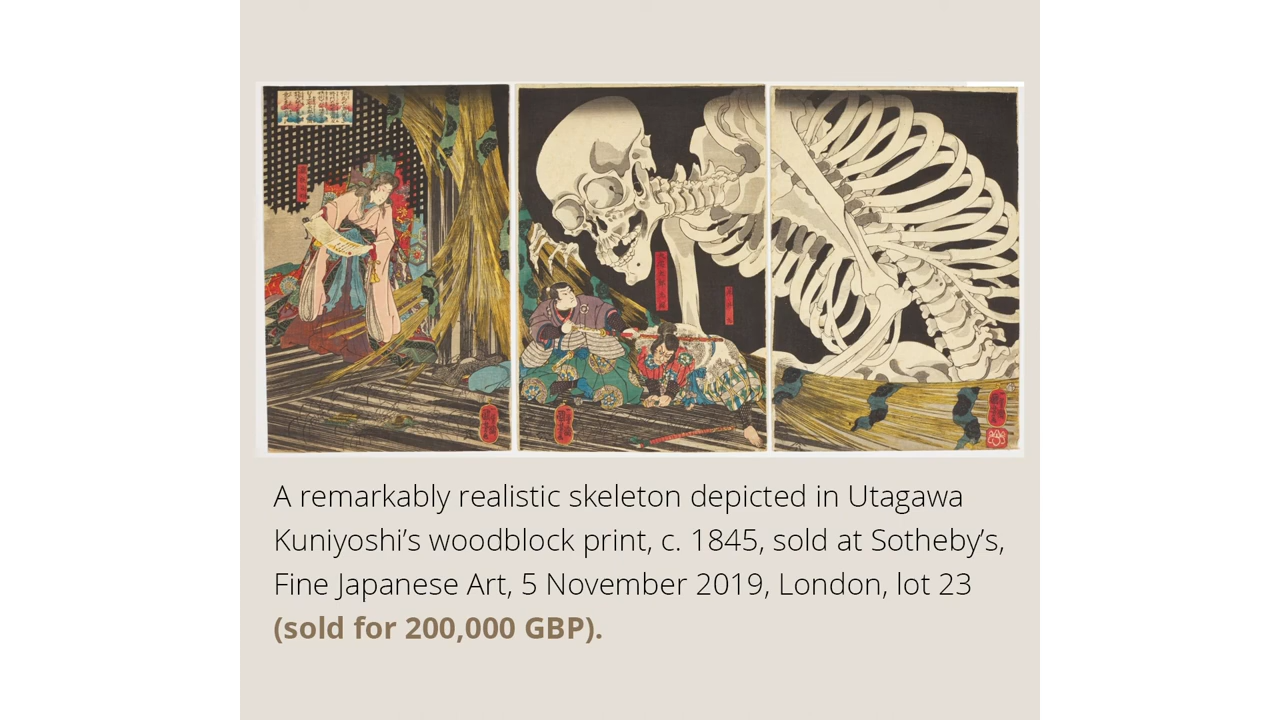 A remarkably realistic skeleton depicted in Utagawa
Kuniyoshi’s woodblock print, c. 1845, sold at Sotheby’s,
Fine Japanese Art, 5 November 2019, London, lot 23
(sold for 200,000 GBP).